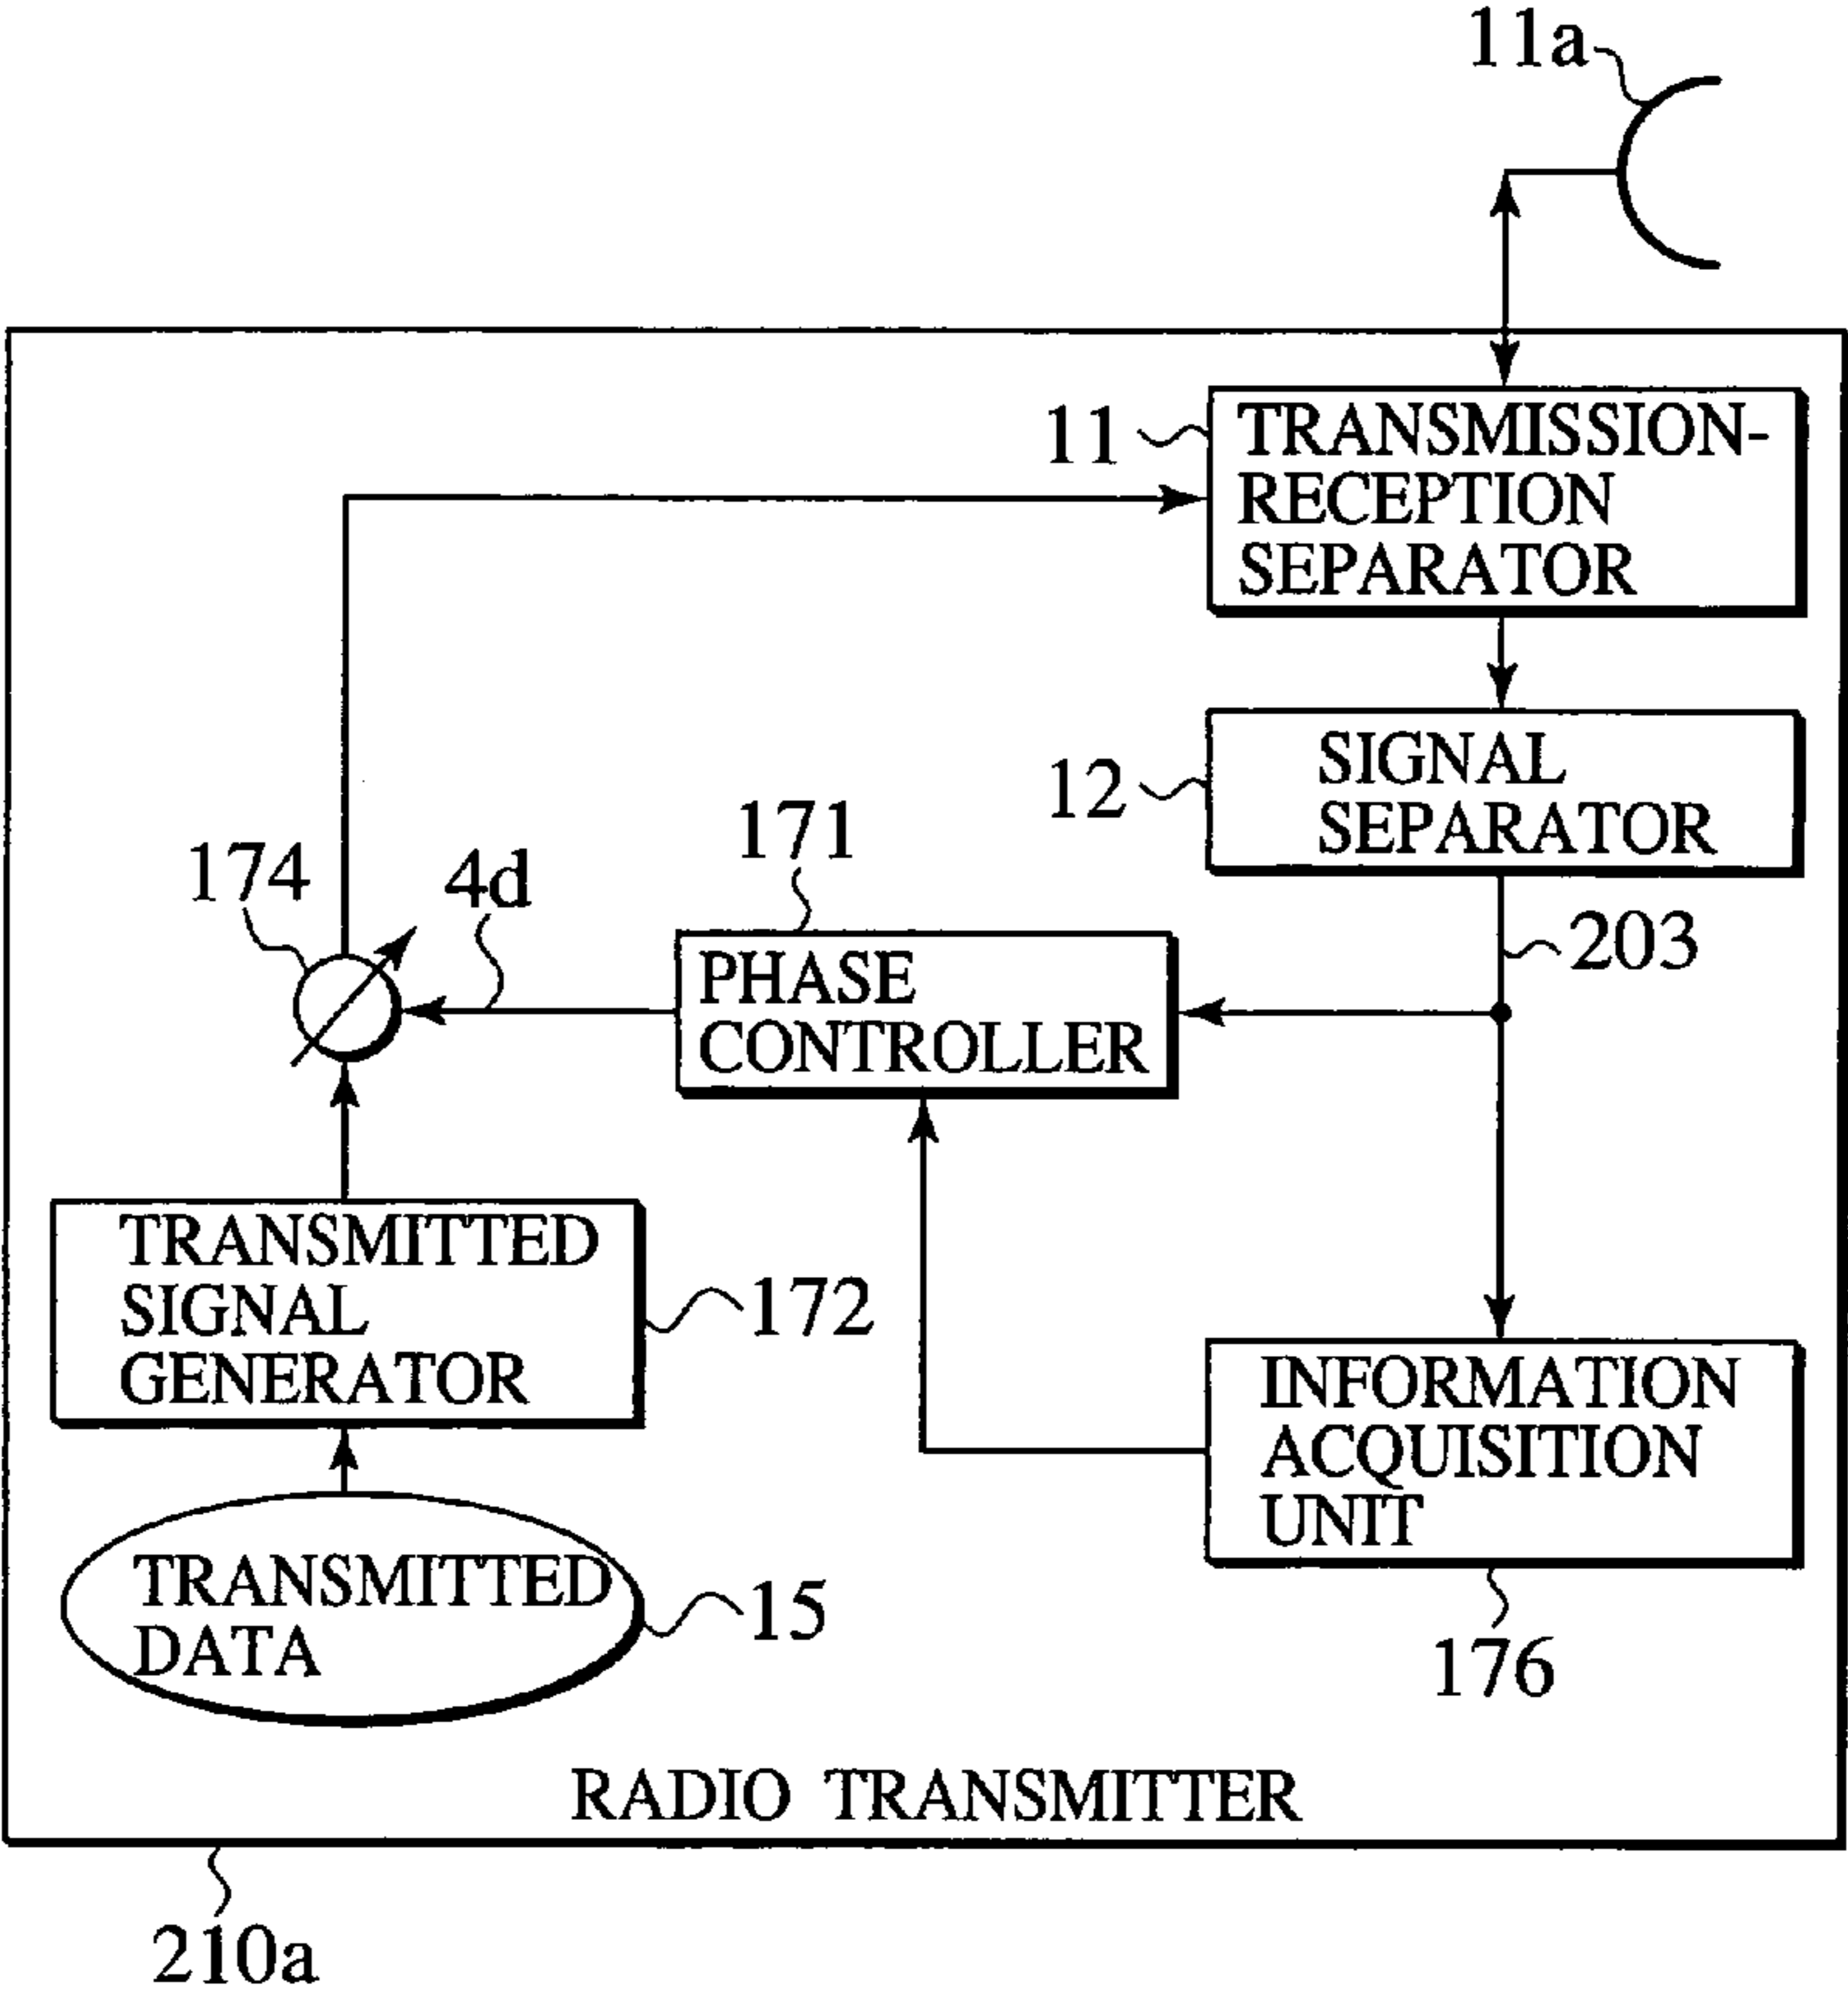 11a
11
TRANSMISSION-
RECEPTION
SEPARATOR
12
SIGNAL
SEPARATOR
174
4d
171
203
PHASE
CONTROLLER
TRANSMITTED
SIGNAL
GENERATOR
172
INFORMATION
ACQUISITION
UNIT
TRANSMITTED
DATA
15
176
RADIO TRANSMITTER
210a